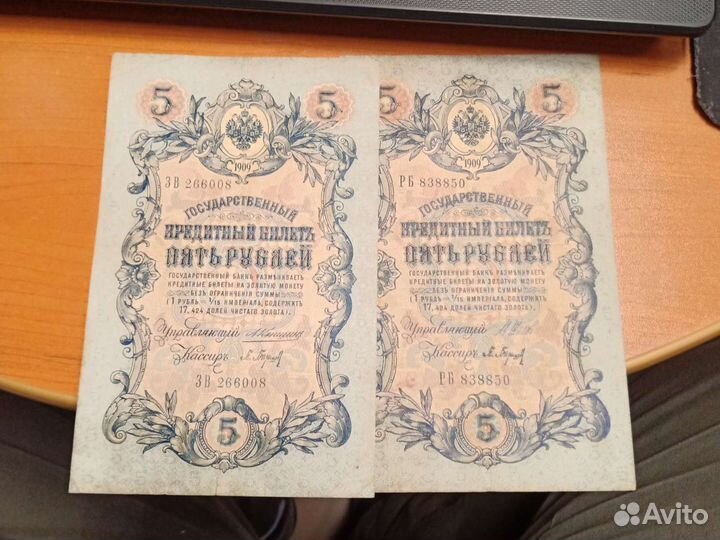 5 5
1909
ЗВ 266008
ГОСУДАРСТВЕННЫЙ
КРЕДИТНЫЙ БИЛЕТЪ
ПЯТЬ РУБЛЕЙ
ГОСУДАРСТВЕННЫЙ БАНКЪ РАЗМѢНИВАЕТЪ
КРЕДИТНЫЕ БИЛЕТЫ НА ЗОЛОТУЮ МОНЕТУ
БЕЗЪ ОГРАНИЧЕНІЯ СУММЫ
(1 РУБЛЬ = 1/15 ИМПЕРІАЛА, СОДЕРЖИТЪ
17,424 ДОЛЕЙ ЧИСТАГО ЗОЛОТА).
Управляющій
Кассиръ
ЗВ 266008
5
5 5
1909
РБ 838850
ГОСУДАРСТВЕННЫЙ
КРЕДИТНЫЙ БИЛЕТЪ
ПЯТЬ РУБЛЕЙ
ГОСУДАРСТВЕННЫЙ БАНКЪ РАЗМѢНИВАЕТЪ
КРЕДИТНЫЕ БИЛЕТЫ НА ЗОЛОТУЮ МОНЕТУ
БЕЗЪ ОГРАНИЧЕНІЯ СУММЫ
(1 РУБЛЬ = 1/15 ИМПЕРІАЛА, СОДЕРЖИТЪ
17,424 ДОЛЕЙ ЧИСТАГО ЗОЛОТА).
Управляющій
Кассиръ
РБ 838850
5
Avito